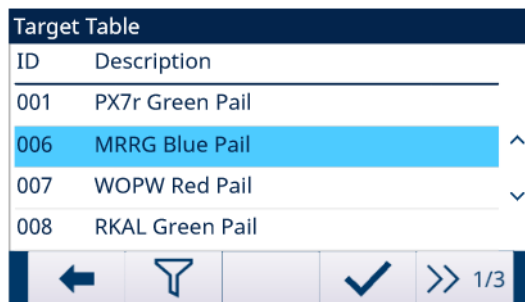 Target Table
ID Description
001 PX7r Green Pail
006 MRRG Blue Pail
007 WOPW Red Pail
008 RKAL Green Pail
1/3